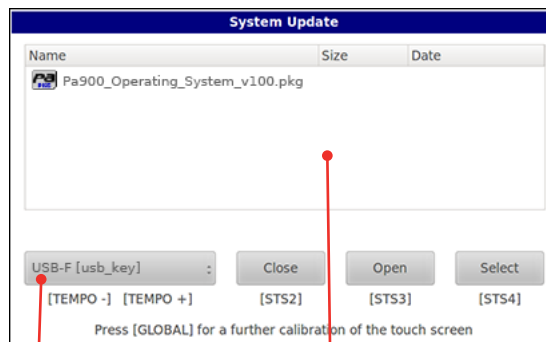 System Update
Name Size Date
Pa900_Operating_System_v100.pkg
USB-F [usb_key] : Close Open Select
[TEMPO -] [TEMPO +] [STS2] [STS3] [STS4]
Press [GLOBAL] for a further calibration of the touch screen